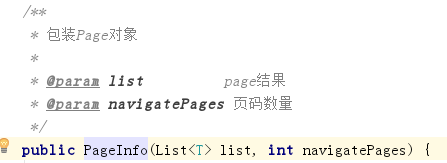 /**
* 包装Page对象
*
* @param list page结果
* @param navigatePages 页码数量
*/
public PageInfo(List<T> list, int navigatePages) {